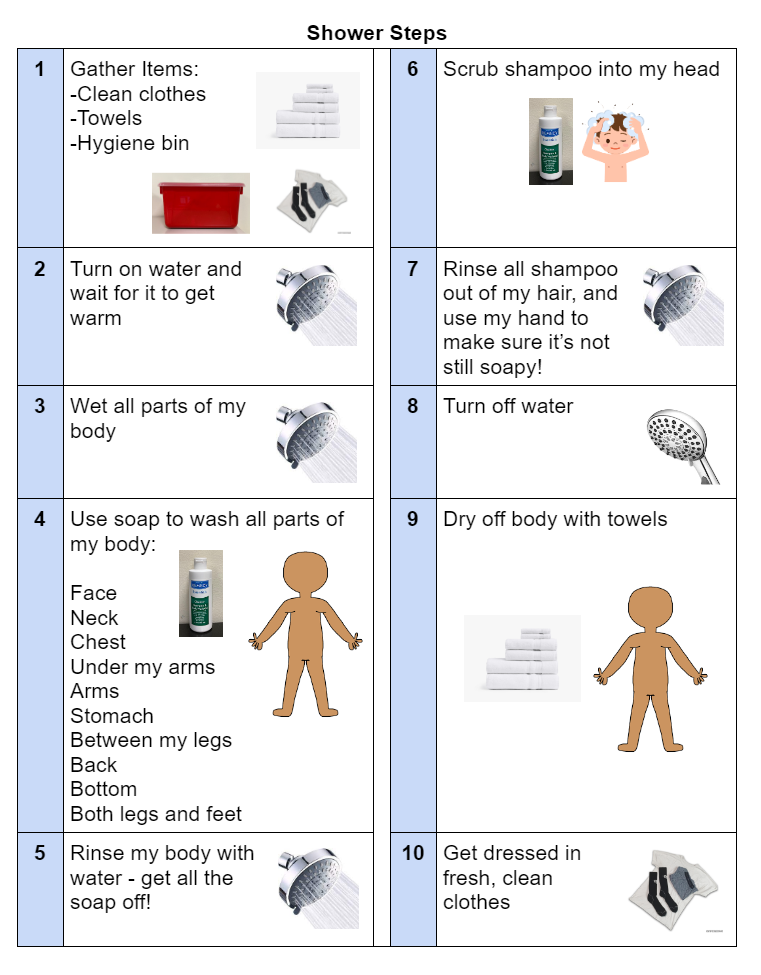 Shower Steps
1
Gather Items:
-Clean clothes
-Towels
-Hygiene bin
2
Turn on water and
wait for it to get
warm
3
Wet all parts of my
body
4
Use soap to wash all parts of
my body:
Face
Neck
Chest
Under my arms
Arms
Stomach
Between my legs
Back
Bottom
Both legs and feet
5
Rinse my body with
water - get all the
soap off!
6
Scrub shampoo into my head
7
Rinse all shampoo
out of my hair, and
use my hand to
make sure it’s not
still soapy!
8
Turn off water
9
Dry off body with towels
10
Get dressed in
fresh, clean
clothes